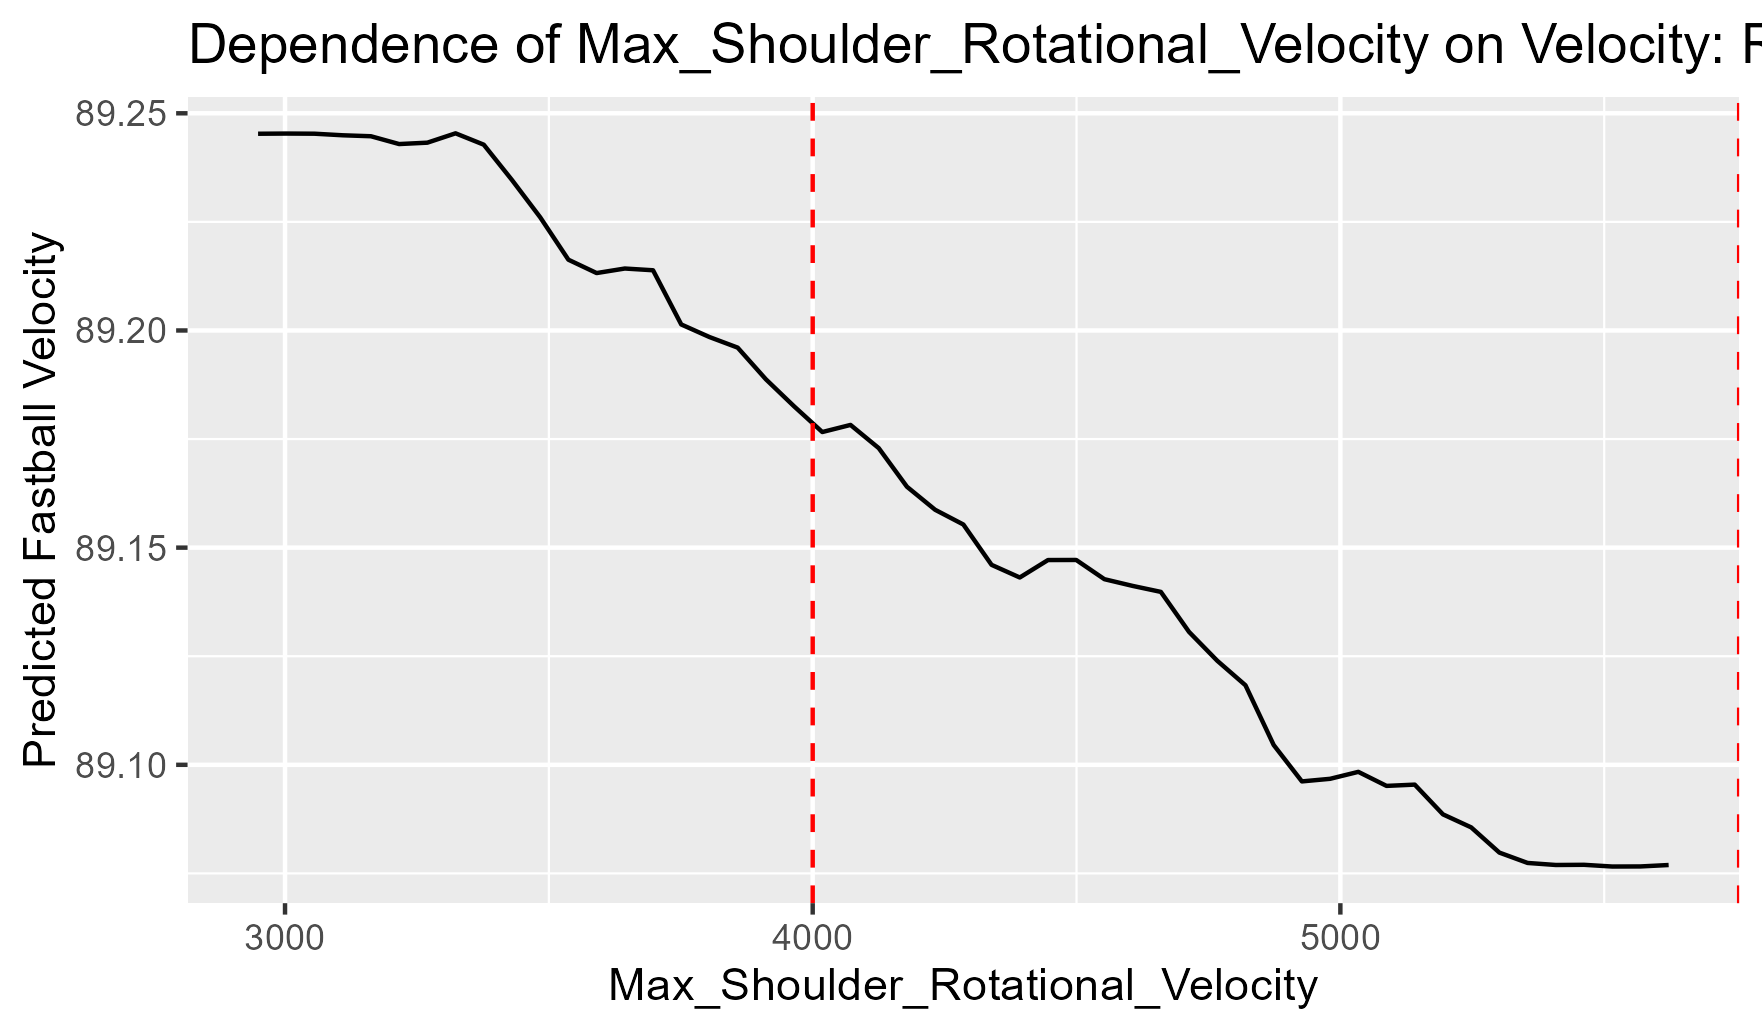 Dependence of Max_Shoulder_Rotational_Velocity on Velocity:
89.25
89.20
89.15
89.10
Predicted Fastball Velocity
3000 4000 5000
Max_Shoulder_Rotational_Velocity